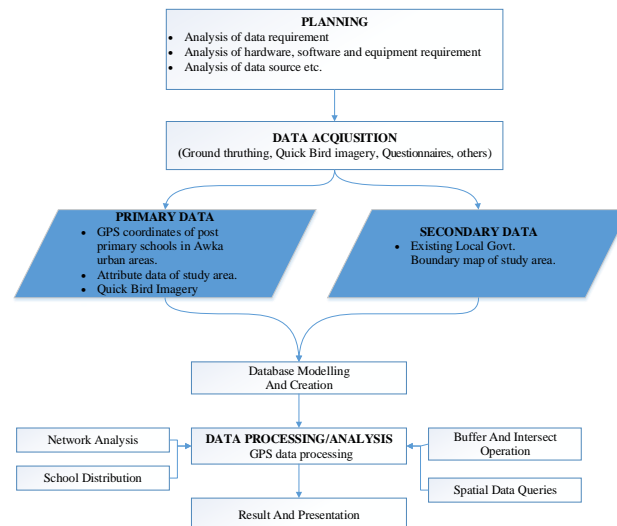 PLANNING
• Analysis of data requirement
• Analysis of hardware, software and equipment requirement
• Analysis of data source etc.
DATA ACQIUSITION
(Ground thruthing, Quick Bird imagery, Questionnaires, others)
PRIMARY DATA
• GPS coordinates of post
primary schools in Awka
urban areas.
• Attribute data of study area.
• Quick Bird Imagery
SECONDARY DATA
• Existing Local Govt.
Boundary map of study area.
Database Modelling
And Creation
Network Analysis
School Distribution
DATA PROCESSING/ANALYSIS
GPS data processing
Buffer And Intersect
Operation
Spatial Data Queries
Result And Presentation